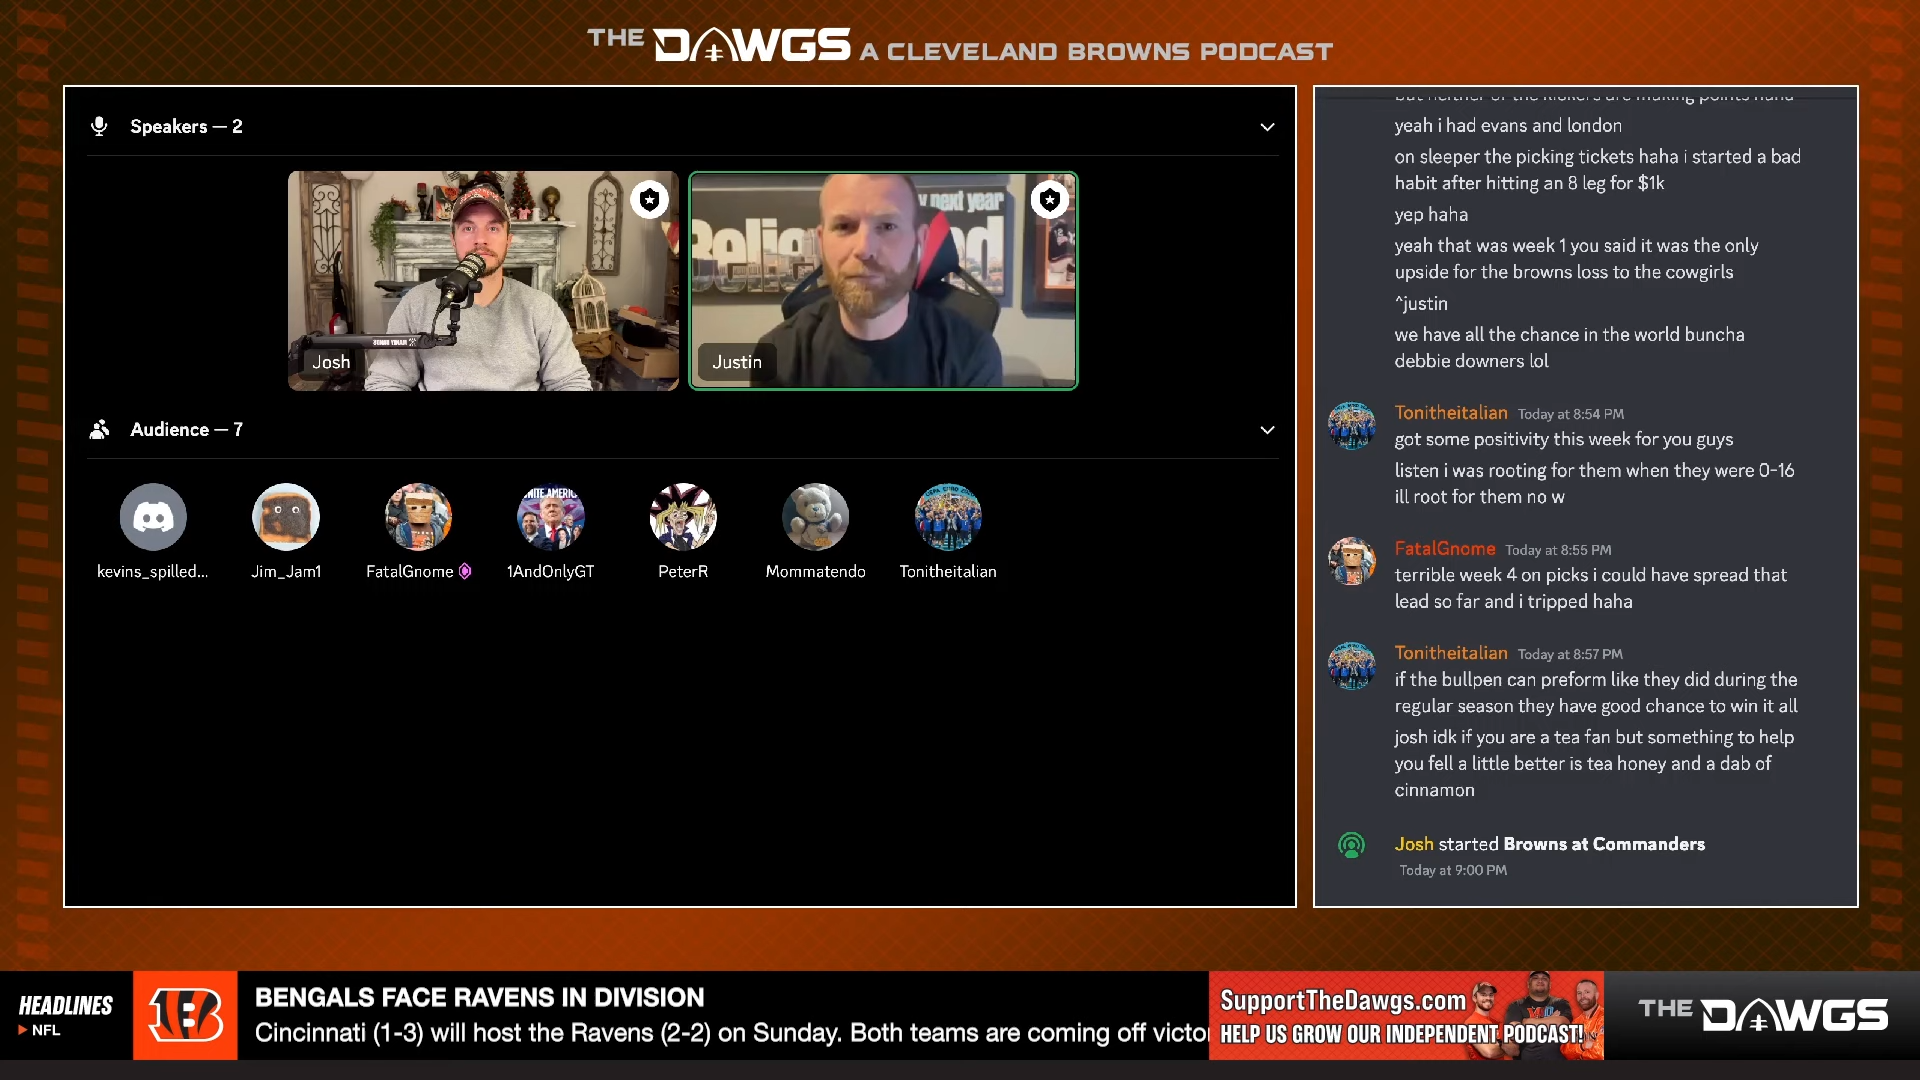 THE DAWGS A CLEVELAND BROWNS PODCAST
Speakers — 2
Josh
y next year
Justin
Audience — 7
kevins_spilled...
Jim_Jam1
FatalGnome
1AndOnlyGT
PeterR
Mommatendo
Tonitheitalian
but neither of the kickers are making points haha
yeah i had evans and london
on sleeper the picking tickets haha i started a bad
habit after hitting an 8 leg for $1k
yep haha
yeah that was week 1 you said it was the only
upside for the browns loss to the cowgirls
^justin
we have all the chance in the world buncha
debbie downers lol
Tonitheitalian Today at 8:54 PM
got some positivity this week for you guys
listen i was rooting for them when they were 0-16
ill root for them no w
FatalGnome Today at 8:55 PM
terrible week 4 on picks i could have spread that
lead so far and i tripped haha
Tonitheitalian Today at 8:57 PM
if the bullpen can preform like they did during the
regular season they have good chance to win it all
josh idk if you are a tea fan but something to help
you fell a little better is tea honey and a dab of
cinnamon
Josh started Browns at Commanders
Today at 9:00 PM
HEADLINES
NFL
B
BENGALS FACE RAVENS IN DIVISION
Cincinnati (1-3) will host the Ravens (2-2) on Sunday. Both teams are coming off victo
SupportTheDawgs.com
HELP US GROW OUR INDEPENDENT PODCAST!
THE DAWGS